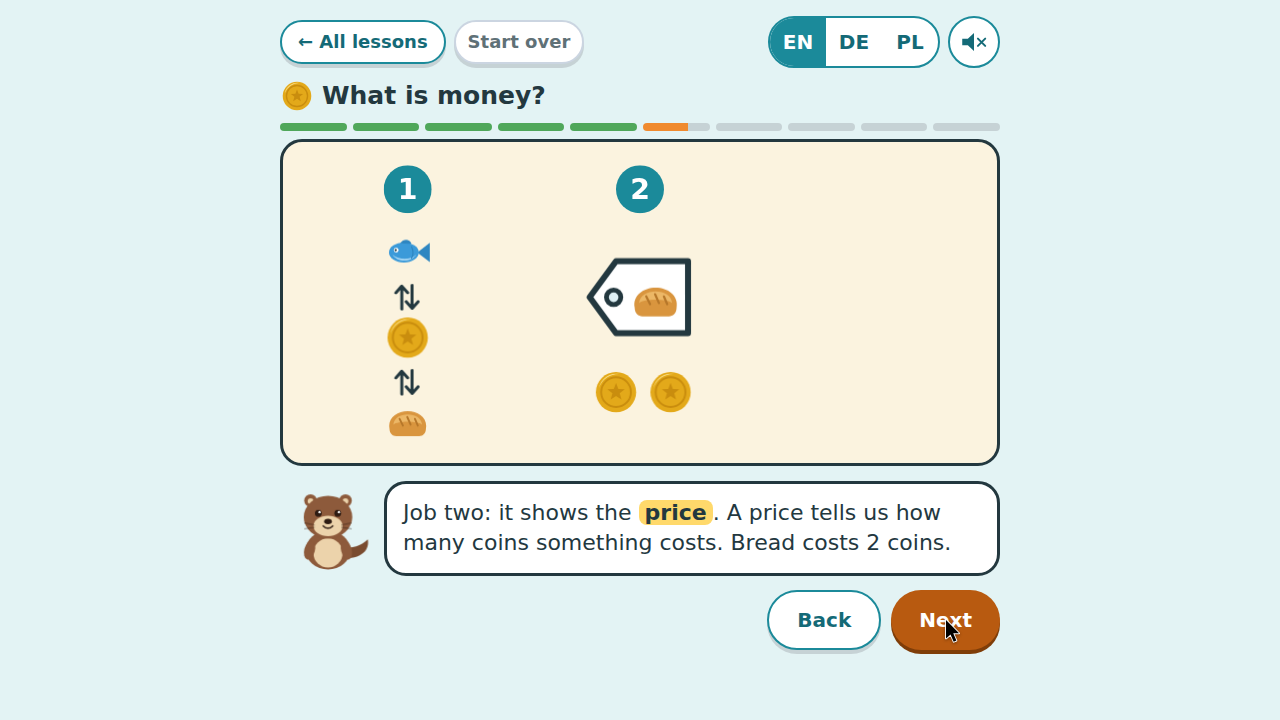 ← All lessons
Start over
EN
DE
PL
What is money?
1
2
Job two: it shows the price. A price tells us how
many coins something costs. Bread costs 2 coins.
Back
Next